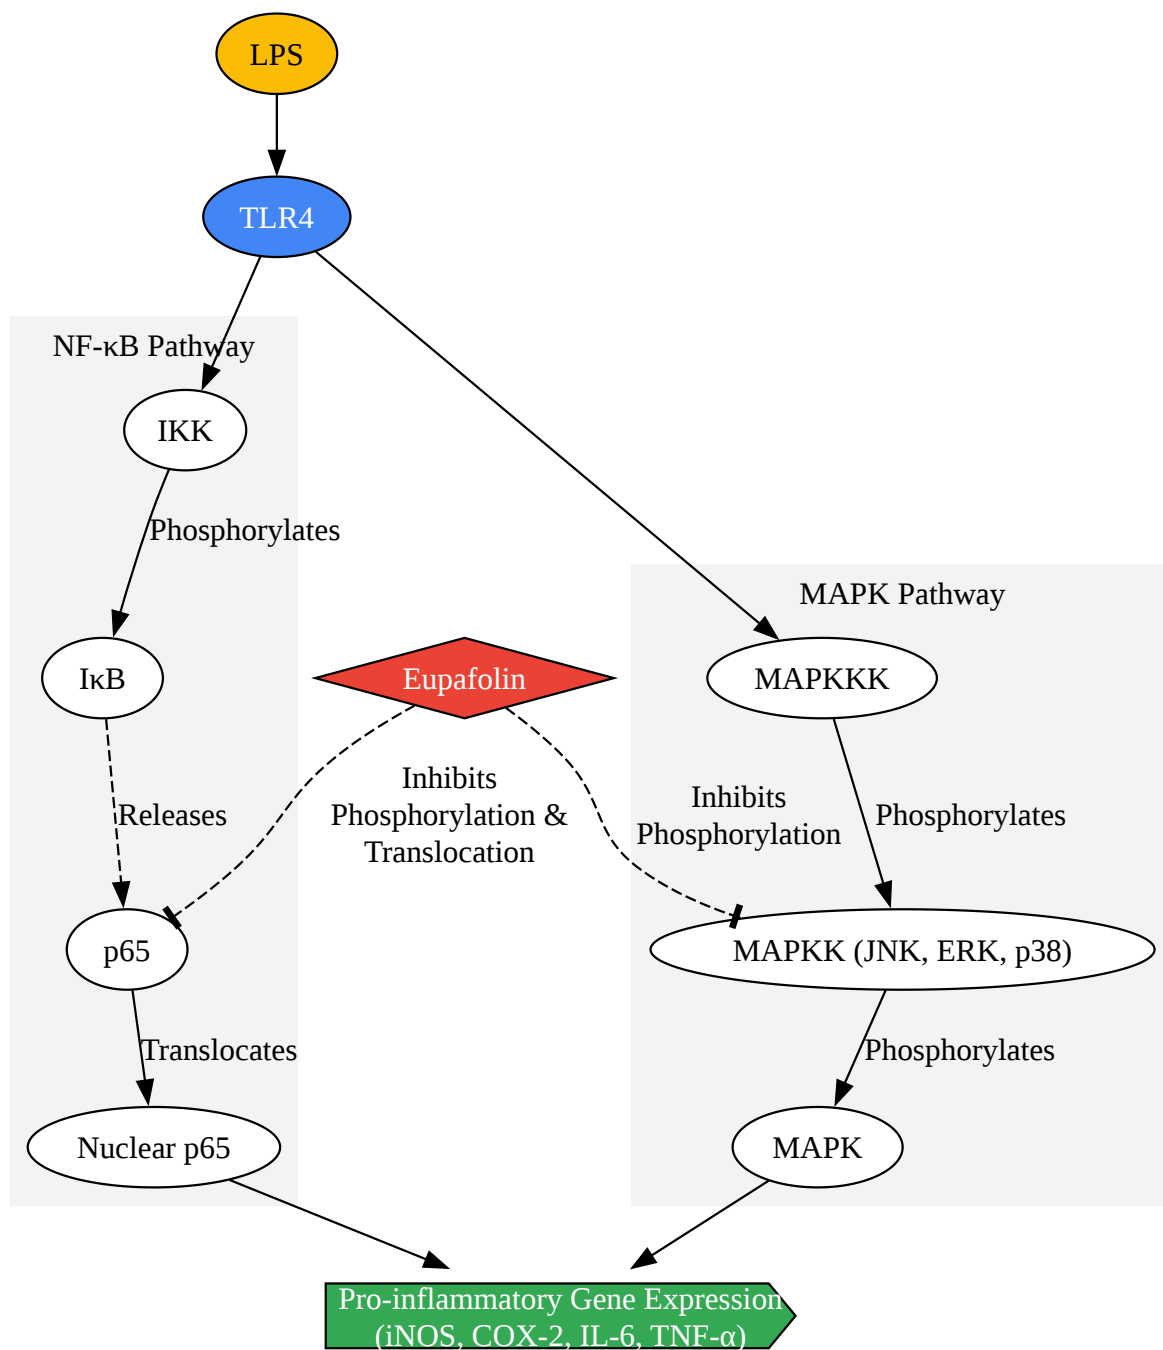 LPS
TLR4
NF-κB Pathway
IKK
Phosphorylates
MAPK Pathway
IκB
Eupafolin
MAPKKK
Inhibits
Phosphorylation &
Translocation
Inhibits
Phosphorylation
Releases
Phosphorylates
p65
MAPKK (JNK, ERK, p38)
Translocates
Phosphorylates
Nuclear p65
MAPK
Pro-inflammatory Gene Expression
(iNOS, COX-2, IL-6, TNF-α)